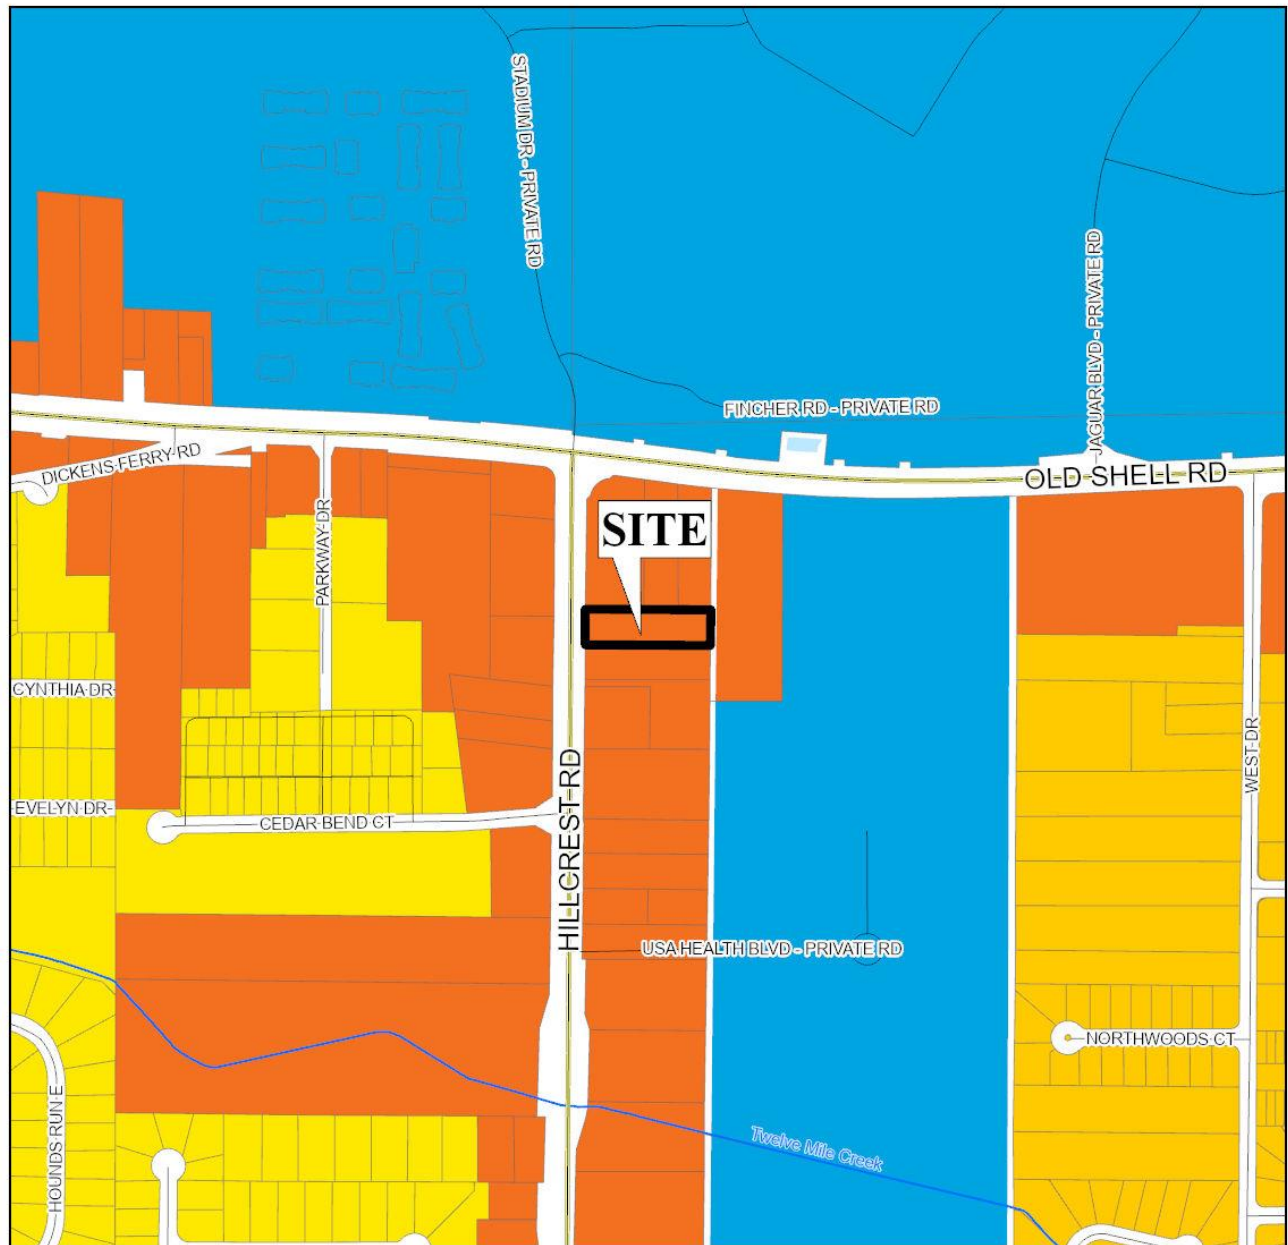 STADIUM DR - PRIVATE RD
JAGUAR BLVD - PRIVATE RD
FINCHER RD - PRIVATE RD
DICKENS FERRY RD
OLD SHELL RD
SITE
PARKWAY DR
CYNTHIA DR
WEST DR
EVELYN DR
CEDAR BEND CT
HILLCREST RD
USA HEALTH BLVD - PRIVATE RD
NORTHWOODS CT
HOUNDS RUN E
Twelve Mile Creek